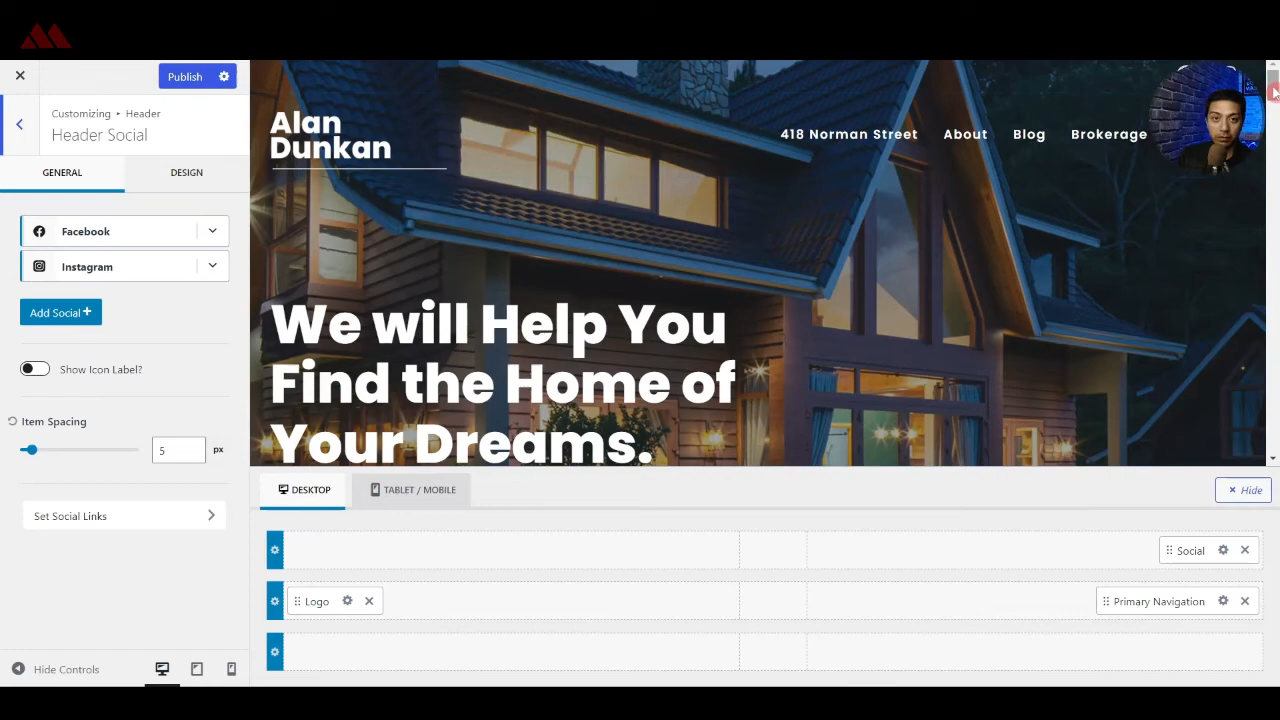 Publish
Customizing ▸ Header
Header Social
GENERAL
DESIGN
Facebook
Instagram
Add Social +
Show Icon Label?
Item Spacing
5
px
Set Social Links
Hide Controls
Alan
Dunkan
418 Norman Street
About
Blog
Brokerage
We will Help You
Find the Home of
Your Dreams.
DESKTOP
TABLET / MOBILE
× Hide
Social
Logo
Primary Navigation